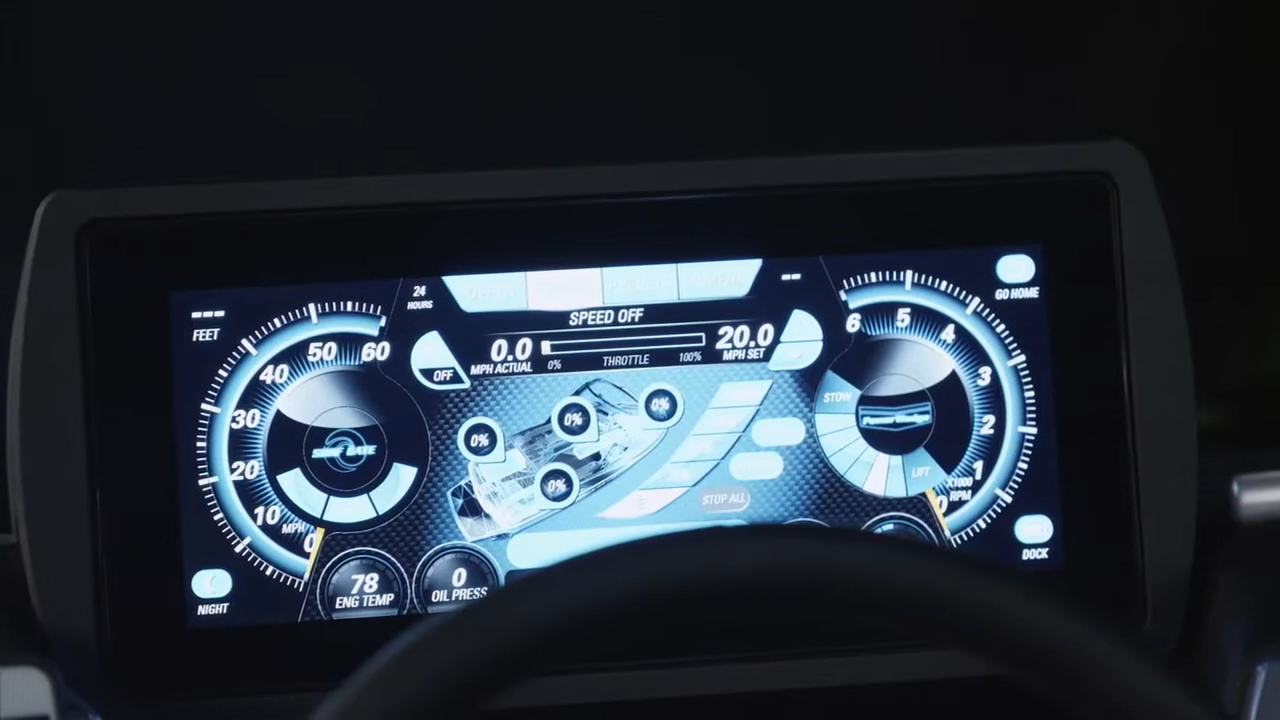 ---
FEET
60
50
40
30
20
10
0
MPH
SURF GATE
NIGHT
24
HOURS
SPEED OFF
OFF
0.0
MPH ACTUAL
0%
THROTTLE
100%
20.0
MPH SET
--
0%
0%
0%
0%
STOP ALL
78
ENG TEMP
0
OIL PRESS
GO HOME
6
5
4
3
2
1
0
X1000
RPM
STOW
LIFT
DOCK